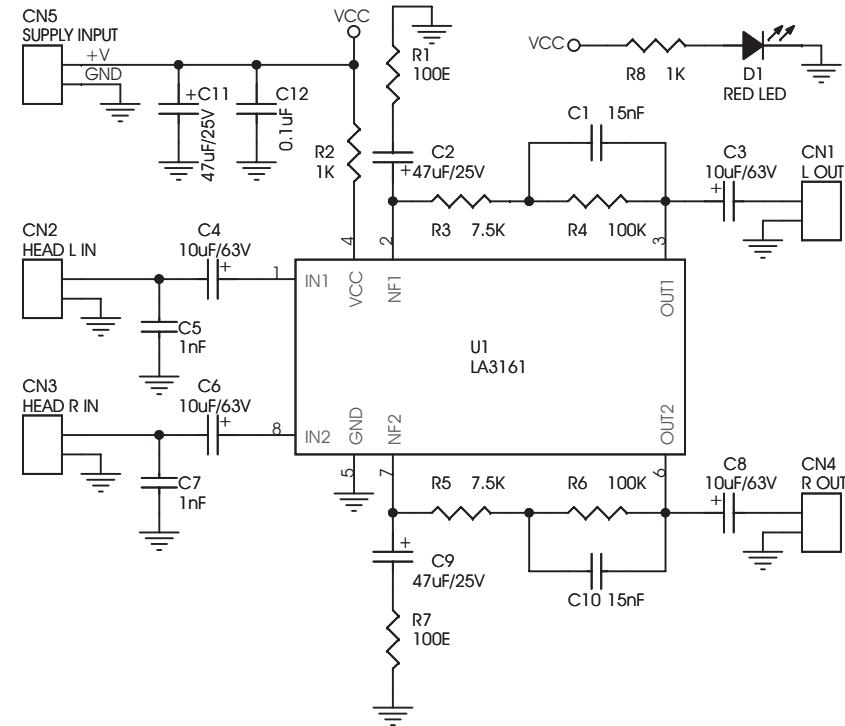 CN5
SUPPLY INPUT
+V
GND
+C11
47uF/25V
C12
0.1uF
VCC
R2
1K
R1
100E
C2
+47uF/25V
VCC
R8 1K
D1
RED LED
C1 15nF
R3 7.5K
R4 100K
C3
10uF/63V
+
CN1
L OUT
CN2
HEAD L IN
C4
10uF/63V
+
C5
1nF
1
4
2
3
IN1
VCC
NF1
OUT1
U1
LA3161
CN3
HEAD R IN
C6
10uF/63V
+
C7
1nF
8
IN2
GND
NF2
OUT2
5
7
6
R5 7.5K
R6 100K
C8
10uF/63V
+
CN4
R OUT
+
C9
47uF/25V
C10 15nF
R7
100E